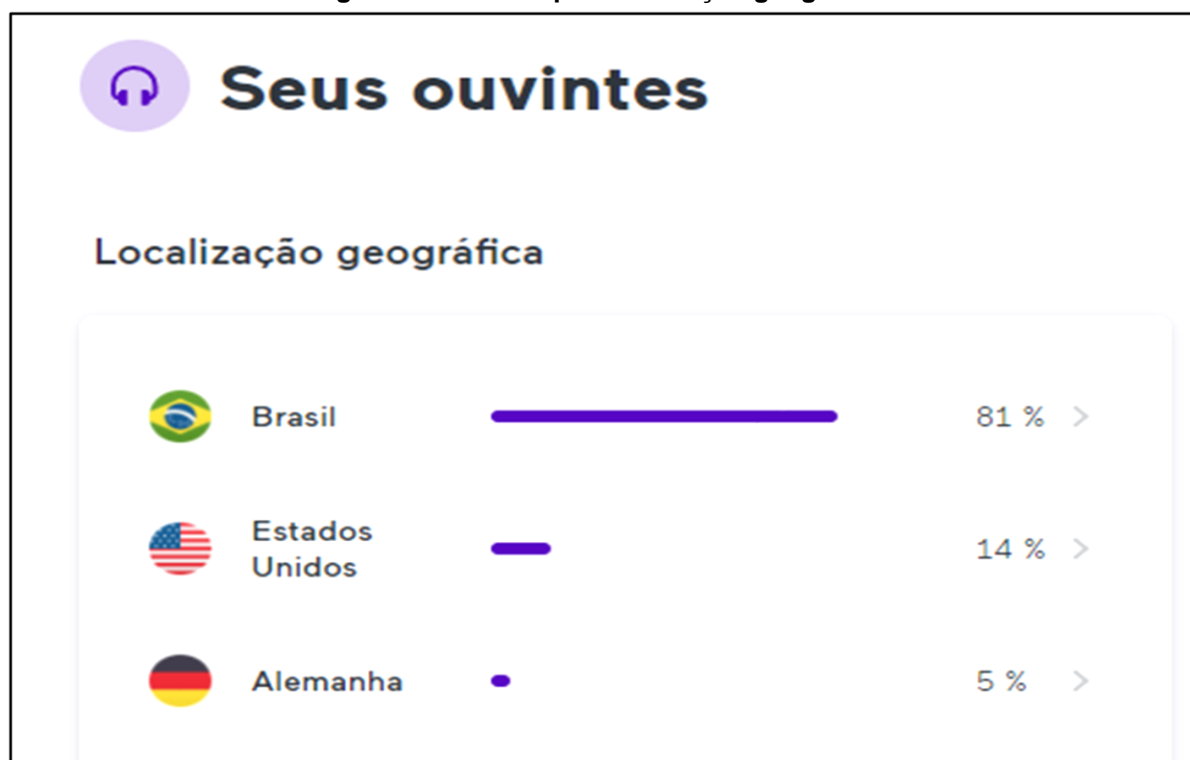 Seus ouvintes
Localização geográfica
Brasil 81 %
Estados
Unidos 14 %
Alemanha 5 %